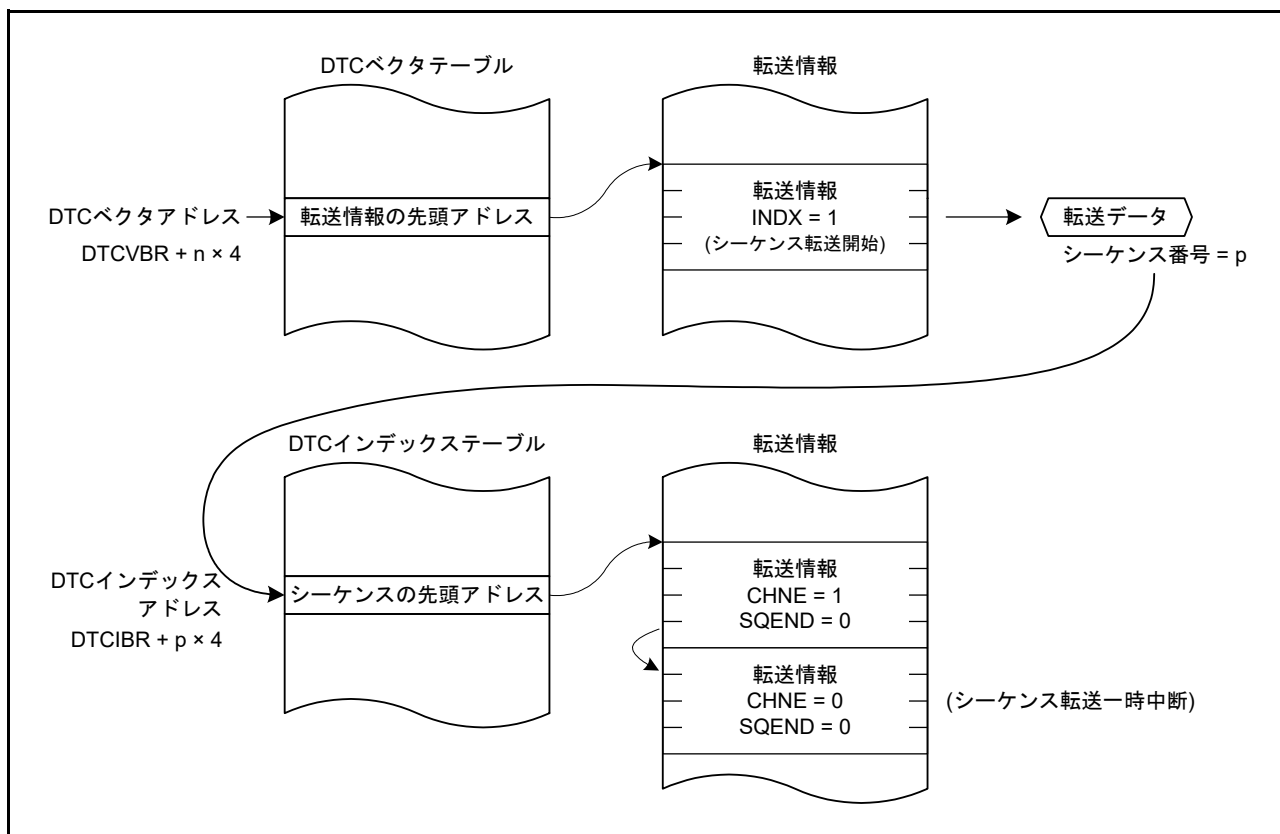 DTCベクタテーブル
転送情報
DTCベクタアドレス
DTCVBR + n × 4
転送情報の先頭アドレス
転送情報
INDX = 1
(シーケンス転送開始)
転送データ
シーケンス番号 = p
DTCインデックステーブル
転送情報
DTCインデックス
アドレス
DTCIBR + p × 4
シーケンスの先頭アドレス
転送情報
CHNE = 1
SQEND = 0
転送情報
CHNE = 0
SQEND = 0
(シーケンス転送一時中断)